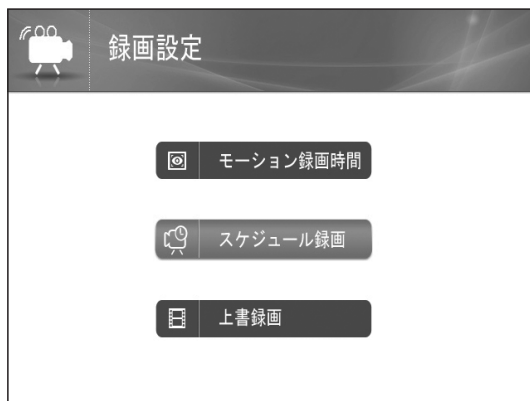 録画設定
モーション録画時間
スケジュール録画
上書録画